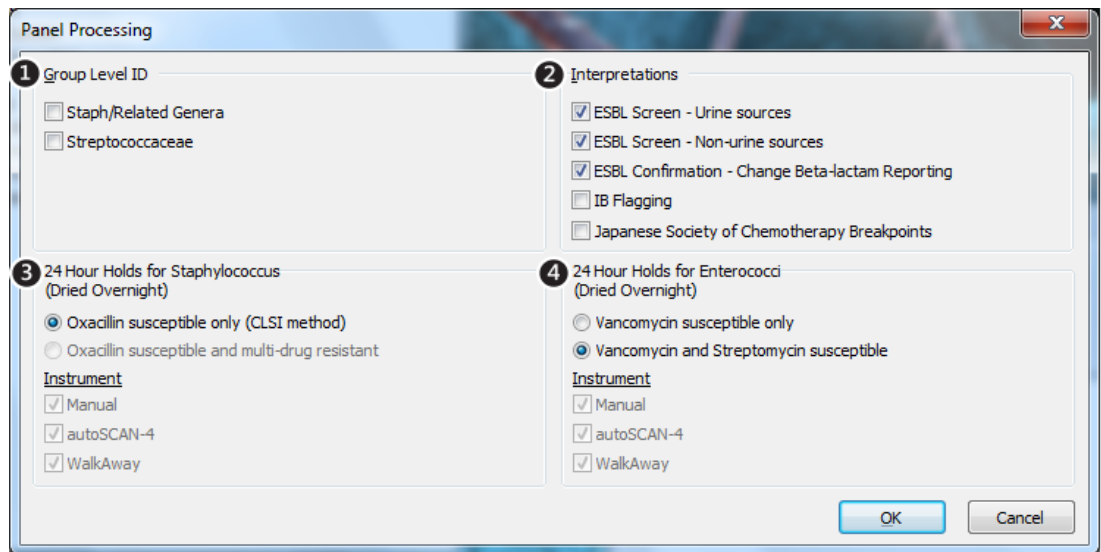 Panel Processing
X
1 Group Level ID
Staph/Related Genera
Streptococcaceae
2 Interpretations
ESBL Screen - Urine sources
ESBL Screen - Non-urine sources
ESBL Confirmation - Change Beta-lactam Reporting
IB Flagging
Japanese Society of Chemotherapy Breakpoints
3 24 Hour Holds for Staphylococcus
(Dried Overnight)
Oxacillin susceptible only (CLSI method)
Oxacillin susceptible and multi-drug resistant
Instrument
Manual
autoSCAN-4
WalkAway
4 24 Hour Holds for Enterococci
(Dried Overnight)
Vancomycin susceptible only
Vancomycin and Streptomycin susceptible
Instrument
Manual
autoSCAN-4
WalkAway
OK
Cancel